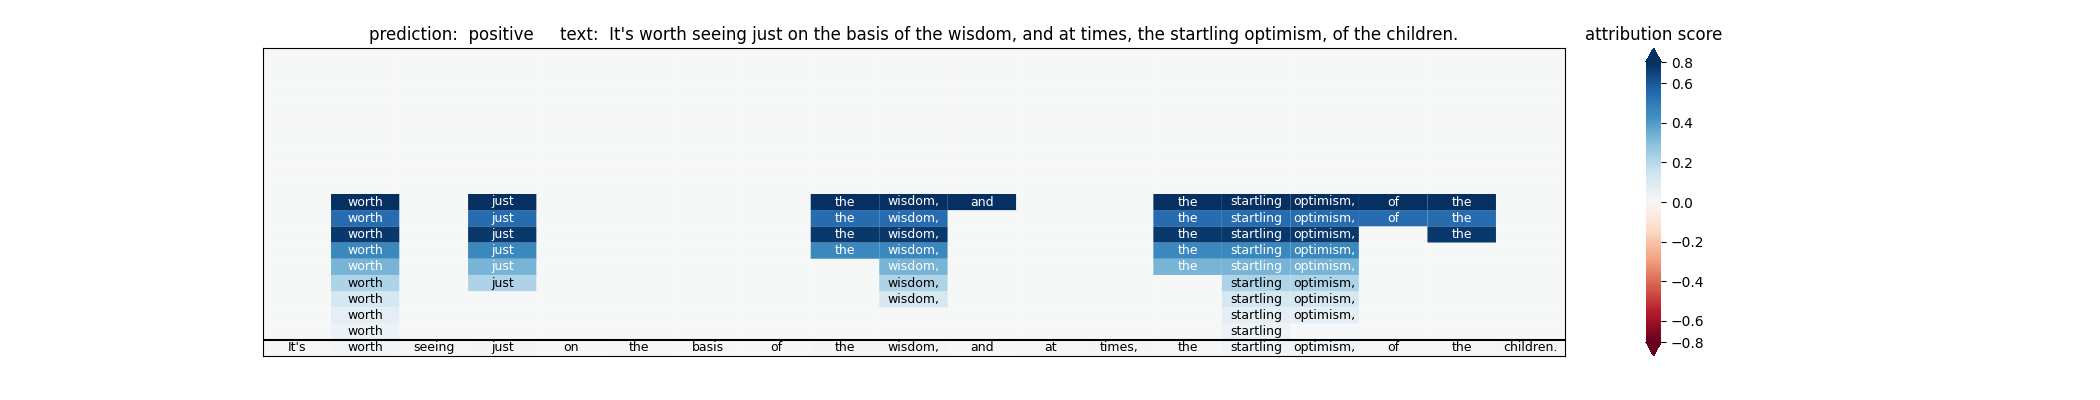 prediction: positive text: It's worth seeing just on the basis of the wisdom, and at times, the startling optimism, of the children.
attribution score
worth just the wisdom, and the startling optimism, of the
worth just the wisdom, the startling optimism, of the
worth just the wisdom, the startling optimism, the
worth just the wisdom, the startling optimism,
worth just wisdom, the startling optimism,
worth just wisdom, startling optimism,
worth wisdom, startling optimism,
worth startling optimism,
worth startling
It's worth seeing just on the basis of the wisdom, and at times, the startling optimism, of the children.
0.8
0.6
0.4
0.2
0.0
−0.2
−0.4
−0.6
−0.8